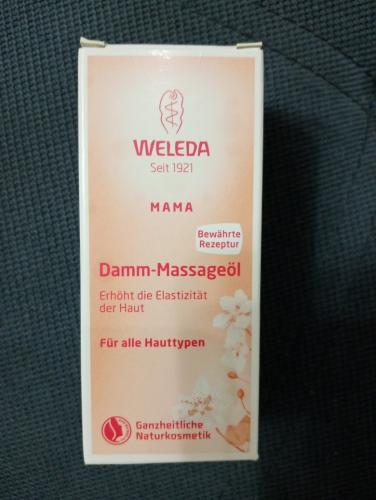 WELEDA
Seit 1921
MAMA
Bewährte
Rezeptur
Damm-Massageöl
Erhöht die Elastizität
der Haut
Für alle Hauttypen
Ganzheitliche
Naturkosmetik